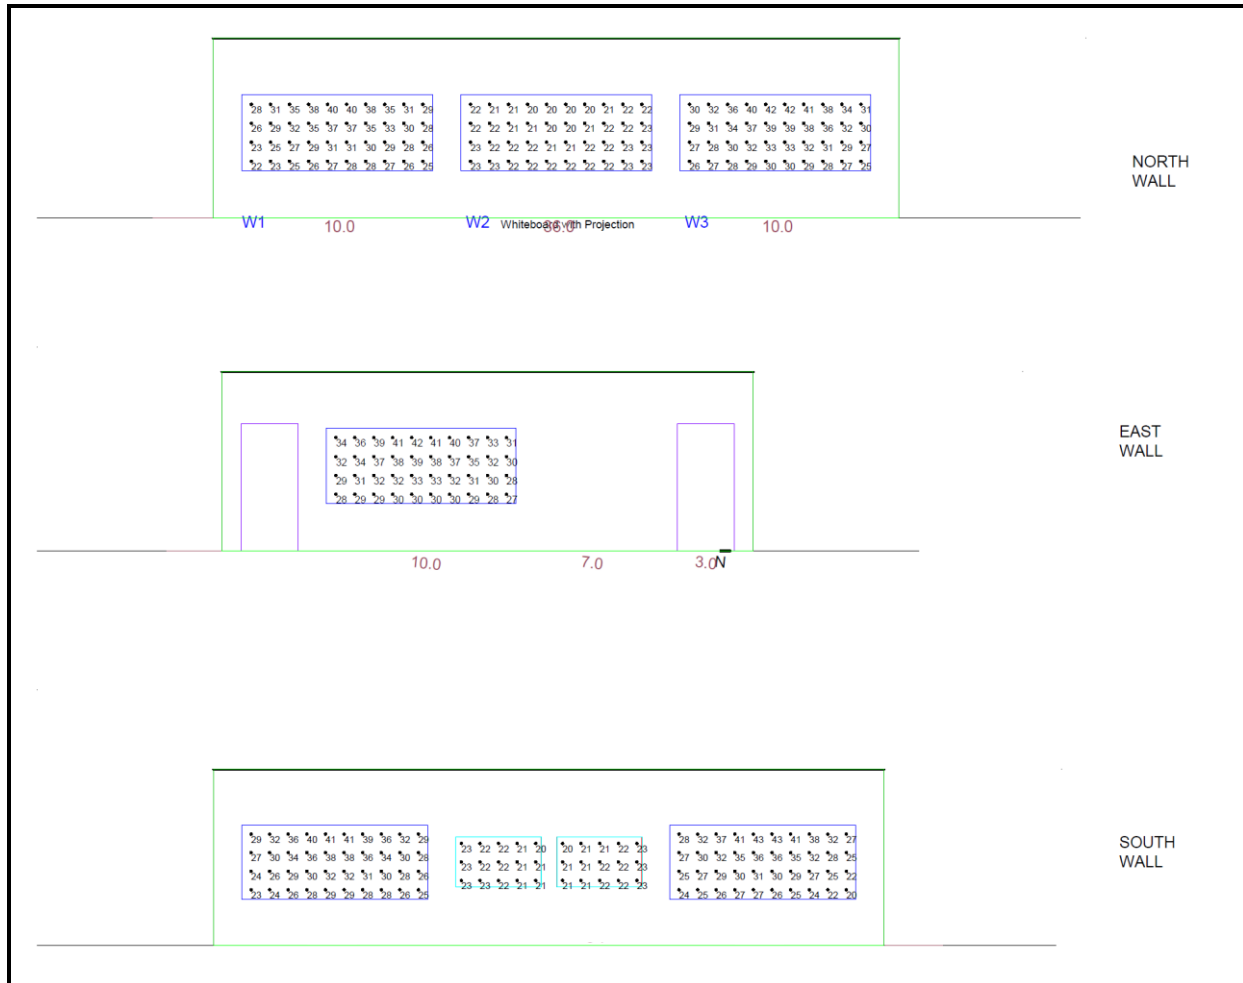 28 31 35 38 40 40 38 35 31 29 22 21 21 20 20 20 20 21 22 22 30 32 36 40 42 42 41 38 34 31
26 29 32 35 37 37 35 33 30 28 22 22 21 21 20 20 21 22 22 23 29 31 34 37 39 39 38 36 32 30
23 25 27 29 31 31 30 29 28 26 23 22 22 22 21 21 22 22 23 23 27 28 30 32 33 33 32 31 29 27
22 23 25 26 27 28 28 27 26 25 23 23 22 22 22 22 22 22 23 23 26 27 28 29 30 30 29 28 27 25
NORTH
WALL
W1 10.0 W2 Whiteboard with Projection W3 10.0
34 36 39 41 42 41 40 37 33 31
32 34 37 38 39 38 37 35 32 30
29 31 32 32 33 33 32 31 30 28
28 29 29 30 30 30 30 29 28 27
EAST
WALL
10.0 7.0 3.0 N
29 32 36 40 41 41 39 36 32 29 23 22 22 21 20 20 21 21 22 23 28 32 37 41 43 43 41 38 32 27
27 30 34 36 38 38 36 34 30 28 23 22 22 22 21 21 21 22 22 23 27 30 32 35 36 36 35 32 28 25
24 26 29 30 32 32 31 30 28 26 23 23 22 21 21 21 21 22 22 23 25 27 29 30 31 30 29 27 25 22
23 24 26 28 29 29 28 28 26 25 24 25 26 27 27 26 25 24 22 20
SOUTH
WALL